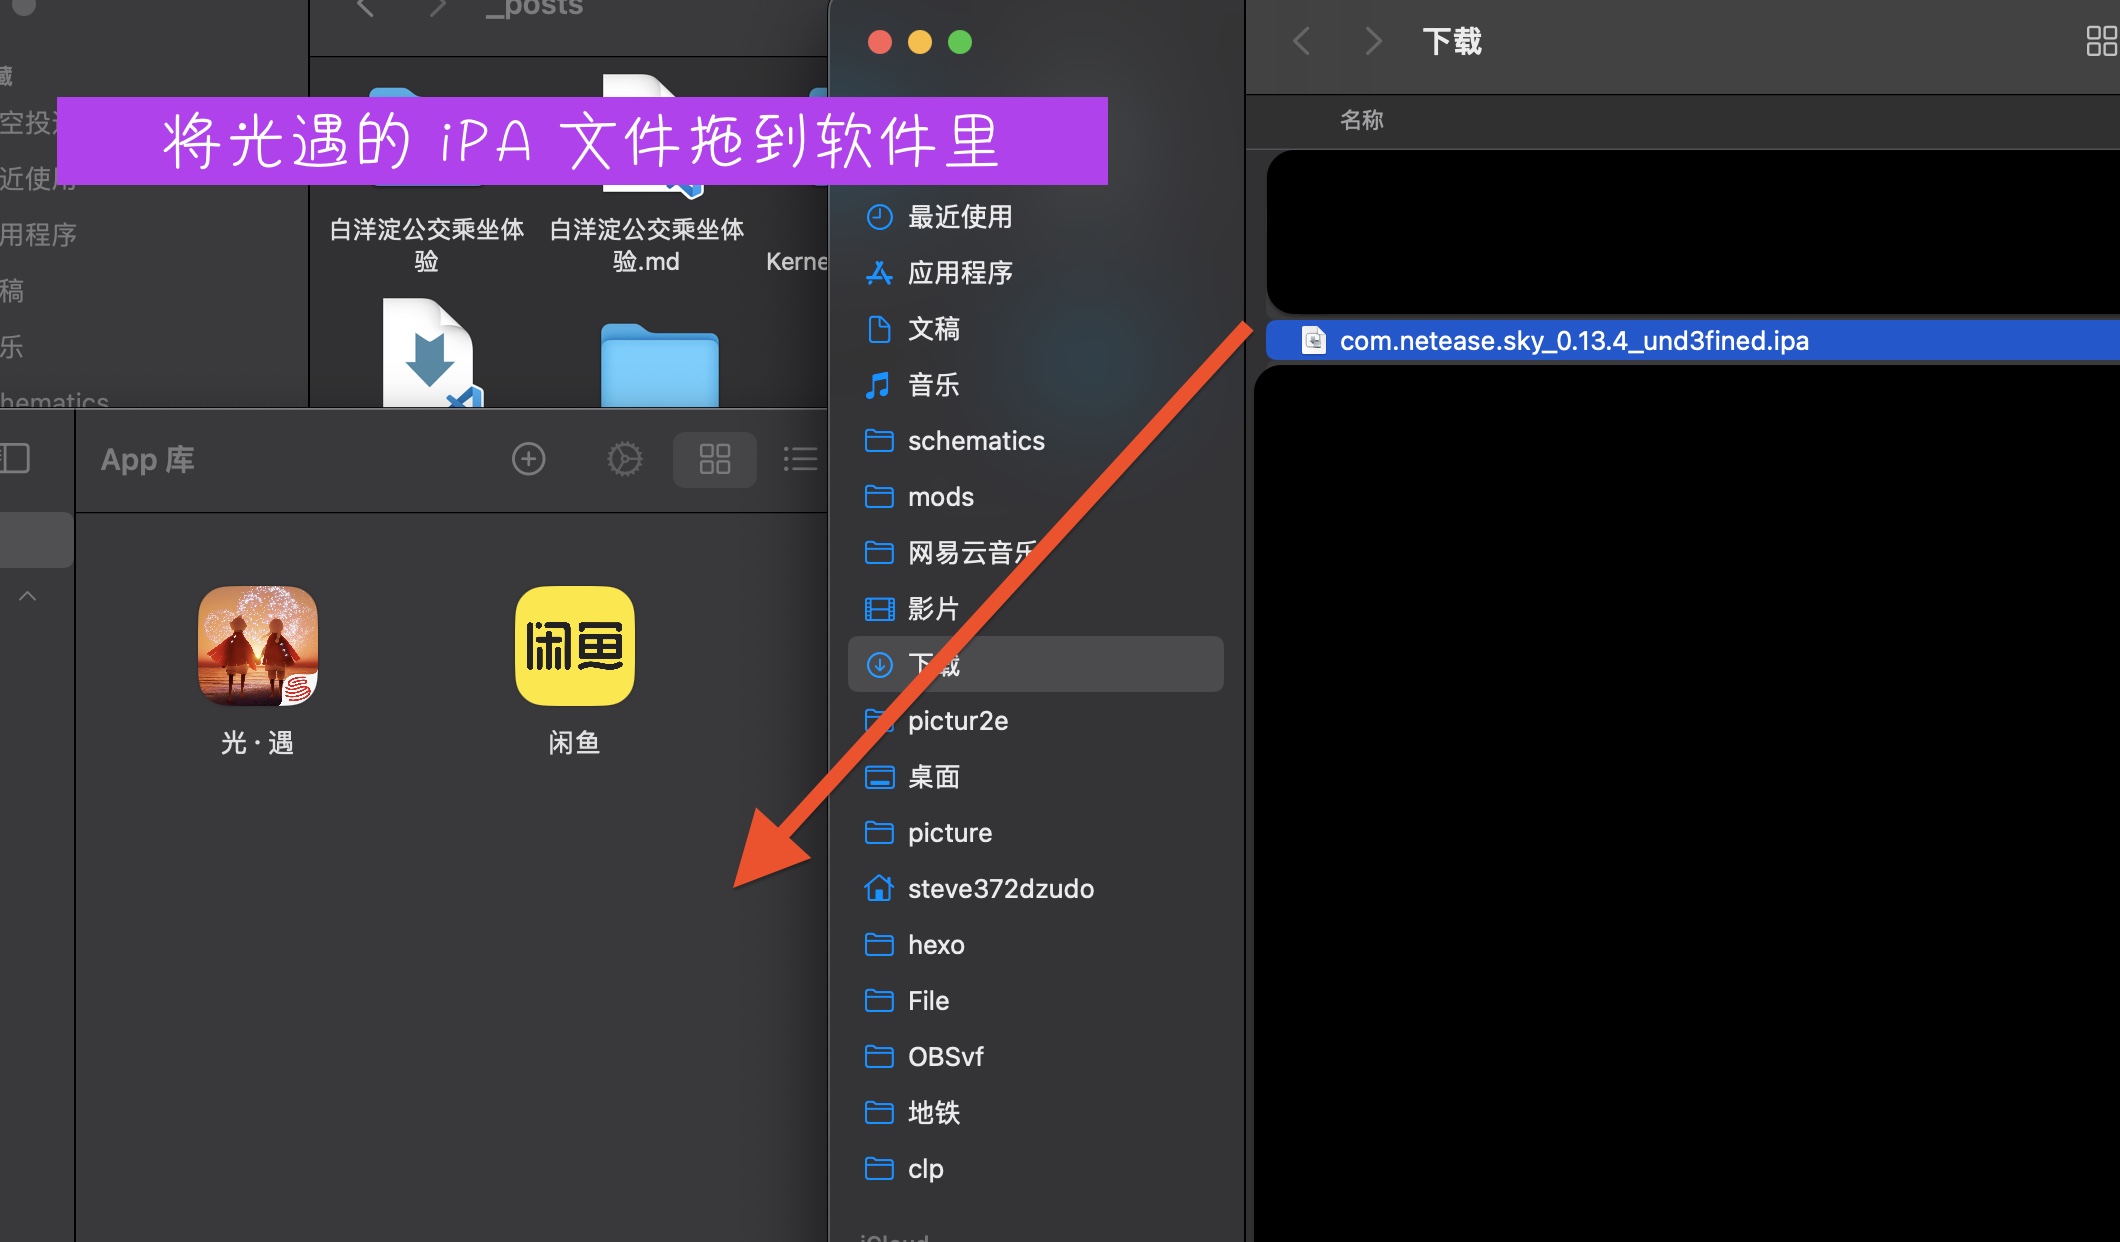 _posts
藏
空投
近使用
用程序
稿
乐
hematics
将光遇的 iPA 文件拖到软件里
白洋淀公交乘坐体
验
白洋淀公交乘坐体
验.md
Kerne
App 库
光·遇
闲鱼
闲鱼
最近使用
应用程序
文稿
音乐
schematics
mods
网易云音乐
影片
下载
pictur2e
桌面
picture
steve372dzudo
hexo
File
OBSvf
地铁
clp
iCloud
下载
名称
com.netease.sky_0.13.4_und3fined.ipa